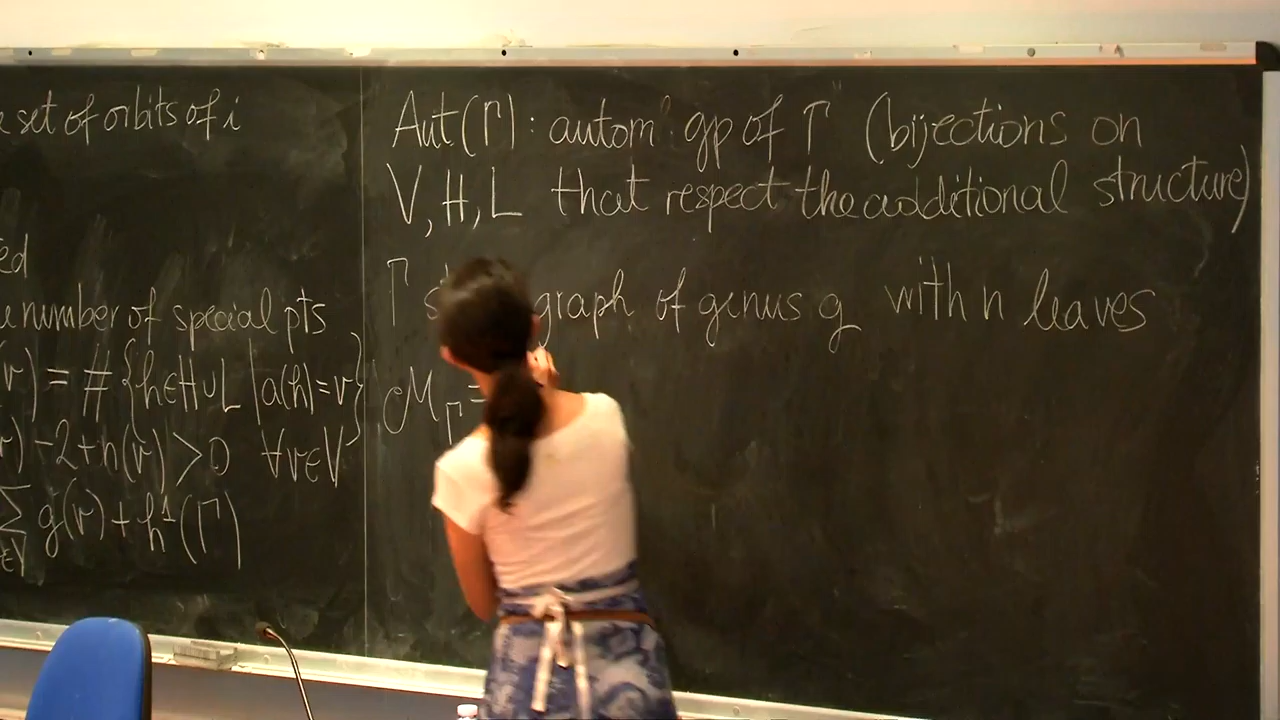 set of orbits of i
ed
number of special pts
(v) = # {h∈H∪L | a(h)=v}
-2+n(v) > 0 ∀v∈V
Σ g(v) + h¹(Γ)
Aut(Γ) : autom gp of Γ (bijections on
V, H, L that respect the additional structure)
Γ graph of genus g with n leaves
M_Γ =